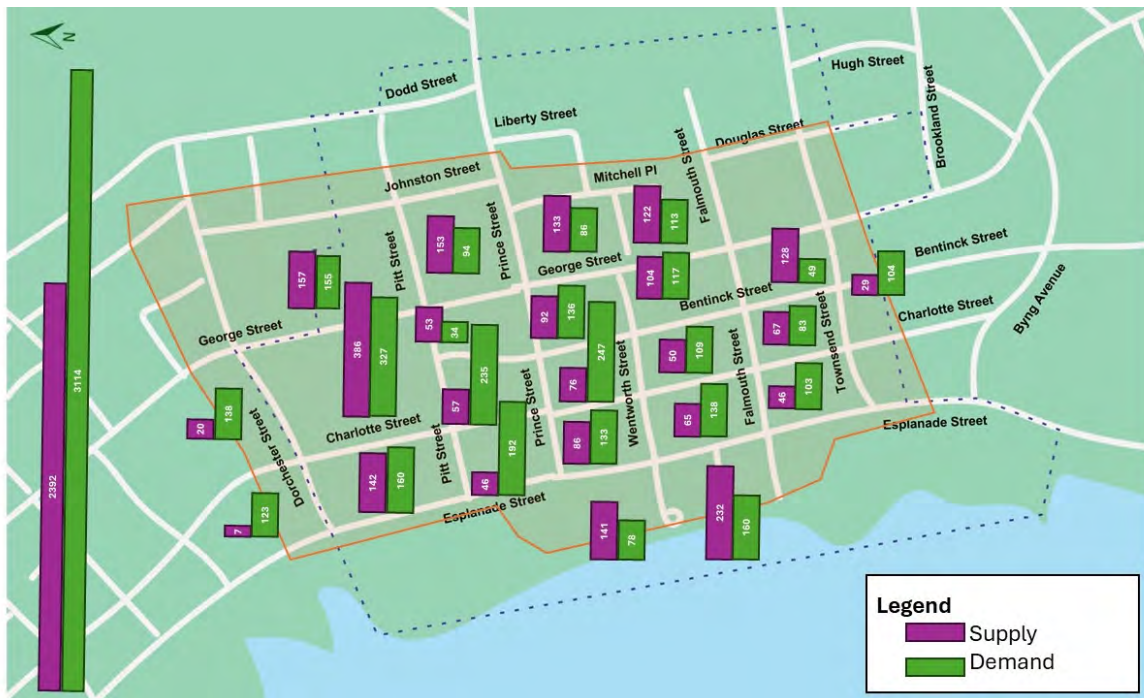 N
Dodd Street
Hugh Street
Brookland Street
Liberty Street
Douglas Street
Falmouth Street
Johnston Street
Mitchell Pl
133
86
122
113
153
94
Pitt Street
Prince Street
128
49
Bentinck Street
157
155
George Street
104
117
29
104
George Street
386
327
53
34
92
136
Bentinck Street
Charlotte Street
Byng Avenue
67
83
Townsend Street
3114
2392
57
235
76
247
50
109
Falmouth Street
46
103
20
138
Charlotte Street
Prince Street
Wentworth Street
65
138
Esplanade Street
Dorchester Street
Pitt Street
86
133
142
160
46
192
7
123
Esplanade Street
141
78
232
160
Legend
Supply
Demand